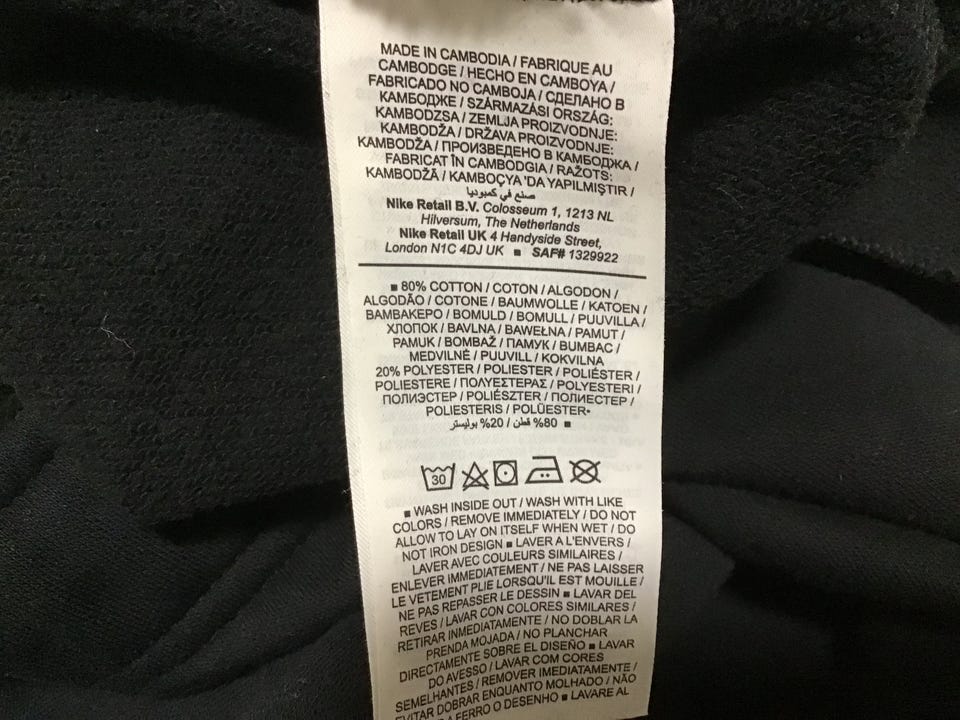 MADE IN CAMBODIA / FABRIQUE AU
CAMBODGE / HECHO EN CAMBOYA /
FABRICADO NO CAMBOJA / СДЕЛАНО В
КАМБОДЖЕ / SZÁRMAZÁSI ORSZÁG:
KAMBODZSA / ZEMLJA PROIZVODNJE:
KAMBODŽA / DRŽAVA PROIZVODNJE:
KAMBODŽA / ПРОИЗВЕДЕНО В КАМБОДЖА /
FABRICAT ÎN CAMBODGIA / RAŽOTS:
KAMBODŽĀ / KAMBOÇYA 'DA YAPILMIŞTIR /
صنع في كمبوديا
Nike Retail B.V. Colosseum 1, 1213 NL
Hilversum, The Netherlands
Nike Retail UK 4 Handyside Street,
London N1C 4DJ UK ■ SAF# 1329922
■ 80% COTTON / COTON / ALGODON /
ALGODÃO / COTONE / BAUMWOLLE / KATOEN /
ΒΑΜΒΑΚΕΡΟ / BOMULD / BOMULL / PUUVILLA /
ХЛОПОК / BAVLNA / BAWEŁNA / PAMUT /
PAMUK / BOMBAŽ / ПАМУК / BUMBAC /
MEDVILNĖ / PUUVILL / KOKVILNA
20% POLYESTER / POLIESTER / POLIÉSTER /
POLIESTERE / ΠΟΛΥΕΣΤΕΡΑΣ / POLYESTERI /
ПОЛИЭСТЕР / POLIÉSZTER / ПОЛИЕСТЕР /
POLIESTERIS / POLÜESTER•
■ 80% قطن / 20% بوليستر
30
■ WASH INSIDE OUT / WASH WITH LIKE
COLORS / REMOVE IMMEDIATELY / DO NOT
ALLOW TO LAY ON ITSELF WHEN WET / DO
NOT IRON DESIGN ■ LAVER A L'ENVERS /
LAVER AVEC COULEURS SIMILAIRES /
ENLEVER IMMEDIATEMENT / NE PAS LAISSER
LE VETEMENT PLIE LORSQU'IL EST MOUILLE /
NE PAS REPASSER LE DESSIN ■ LAVAR DEL
REVES / LAVAR CON COLORES SIMILARES /
RETIRAR INMEDIATAMENTE / NO DOBLAR LA
PRENDA MOJADA / NO PLANCHAR
DIRECTAMENTE SOBRE EL DISEÑO ■ LAVAR
DO AVESSO / LAVAR COM CORES
SEMELHANTES / REMOVER IMEDIATAMENTE /
EVITAR DOBRAR ENQUANTO MOLHADO / NÃO
A FERRO O DESENHO ■ LAVARE AL